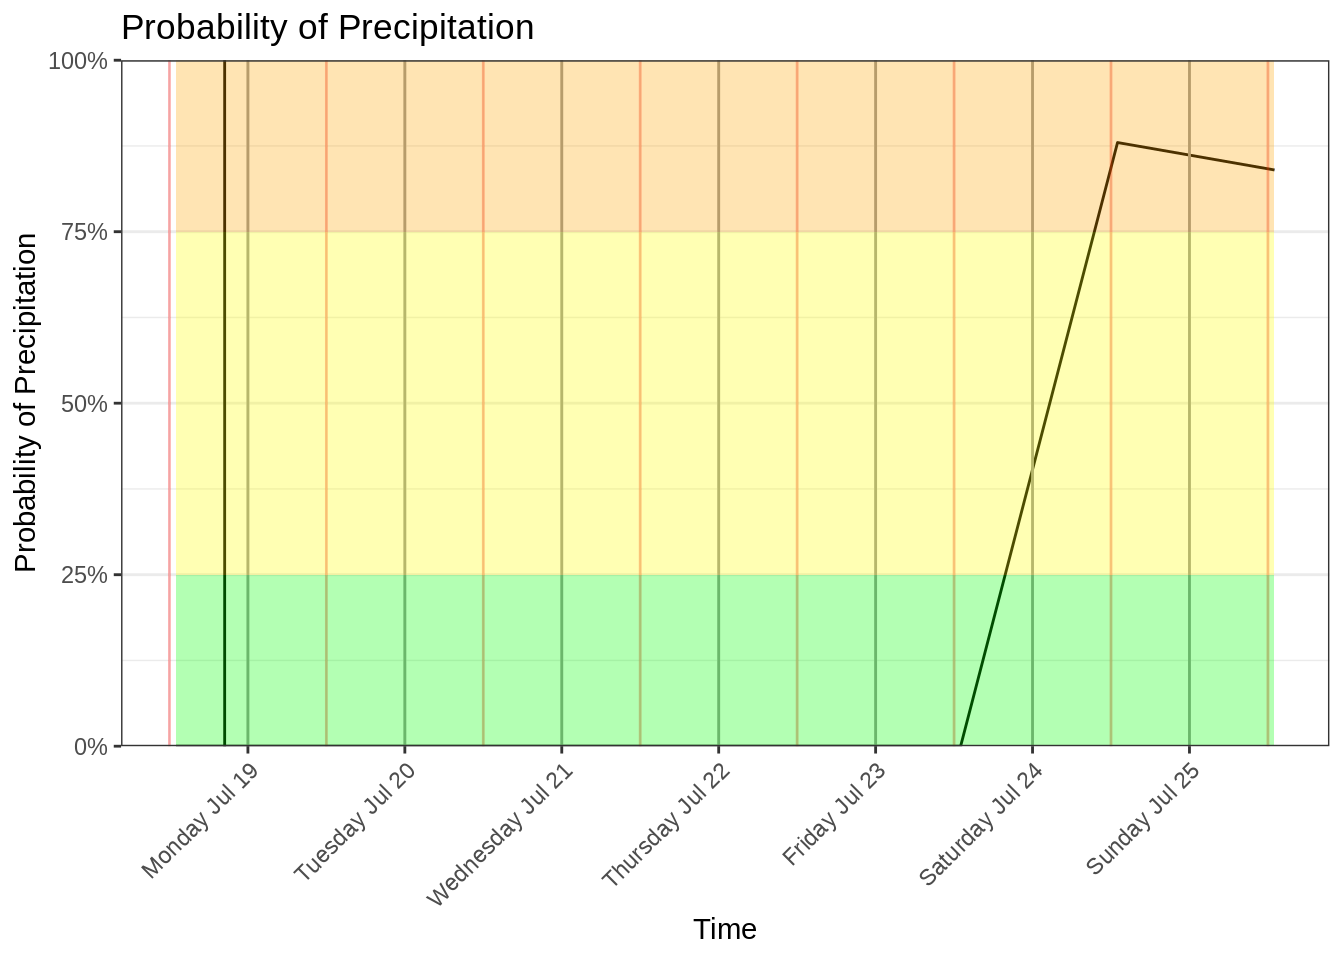 Probability of Precipitation
100%
75%
50%
25%
0%
Probability of Precipitation
Monday Jul 19
Tuesday Jul 20
Wednesday Jul 21
Thursday Jul 22
Friday Jul 23
Saturday Jul 24
Sunday Jul 25
Time